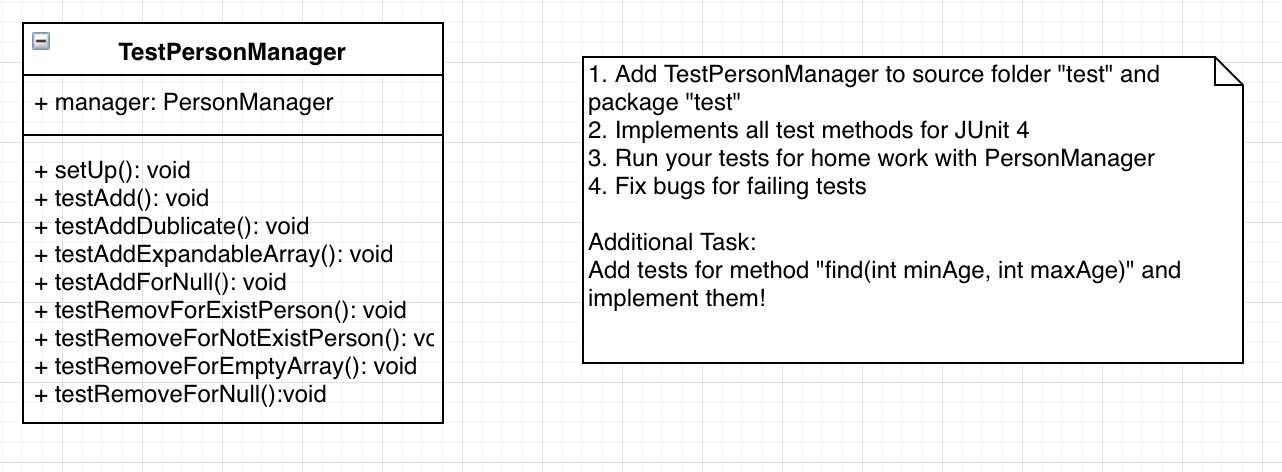 TestPersonManager
+ manager: PersonManager
+ setUp(): void
+ testAdd(): void
+ testAddDublicate(): void
+ testAddExpandableArray(): void
+ testAddForNull(): void
+ testRemovForExistPerson(): void
+ testRemoveForNotExistPerson(): vo
+ testRemoveForEmptyArray(): void
+ testRemoveForNull():void
1. Add TestPersonManager to source folder "test" and
package "test"
2. Implements all test methods for JUnit 4
3. Run your tests for home work with PersonManager
4. Fix bugs for failing tests
Additional Task:
Add tests for method "find(int minAge, int maxAge)" and
implement them!